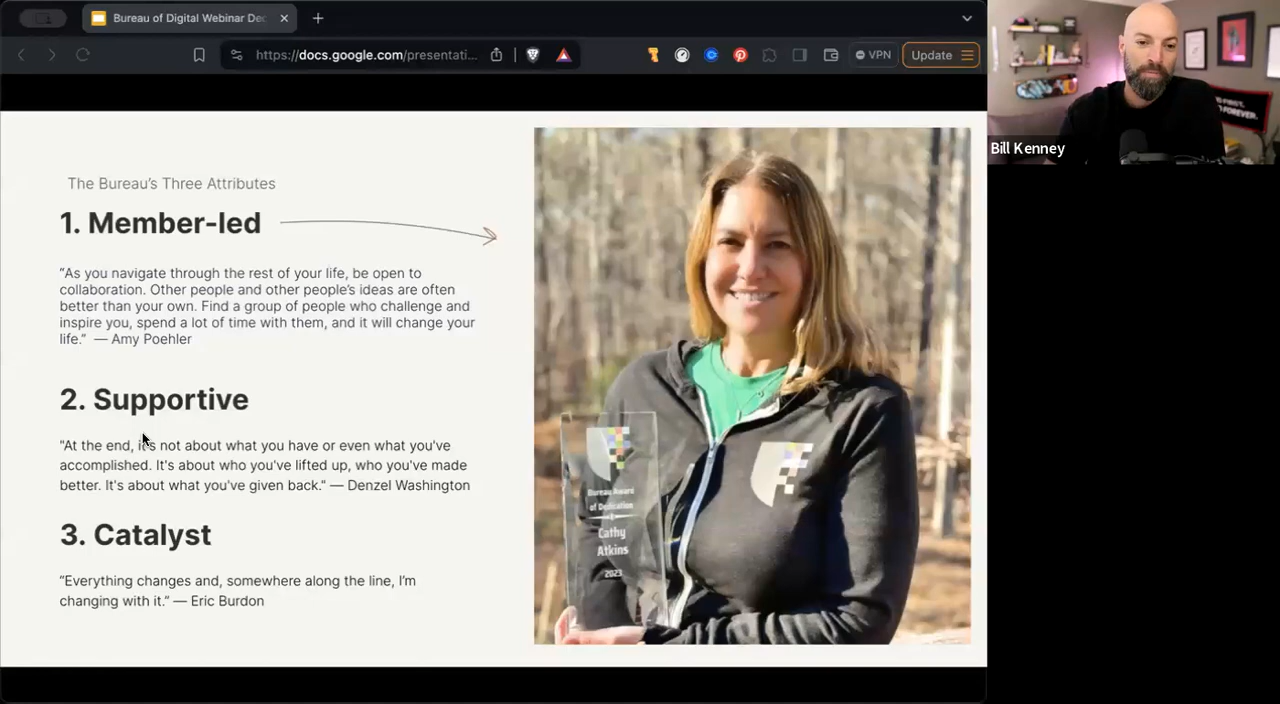 Bureau of Digital Webinar Dec
https://docs.google.com/presentati...
VPN
Update
The Bureau's Three Attributes
1. Member-led
“As you navigate through the rest of your life, be open to
collaboration. Other people and other people’s ideas are often
better than your own. Find a group of people who challenge and
inspire you, spend a lot of time with them, and it will change your
life.” — Amy Poehler
2. Supportive
"At the end, it's not about what you have or even what you've
accomplished. It's about who you've lifted up, who you've made
better. It's about what you've given back." — Denzel Washington
3. Catalyst
“Everything changes and, somewhere along the line, I’m
changing with it.” — Eric Burdon
Bureau Award
of Dedication
Cathy
Atkins
2023
Bill Kenney
FOREVER.